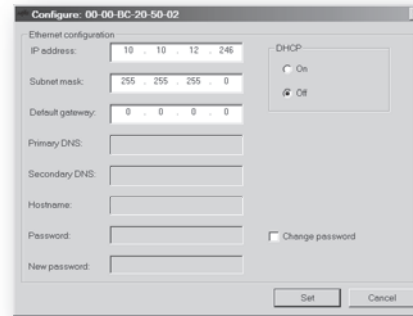 Configure: 00-00-BC-20-50-02
Ethernet configuration
IP address: 10 . 10 . 12 . 246
DHCP
On
Subnet mask: 255 . 255 . 255 . 0
Off
Default gateway: 0 . 0 . 0 . 0
Primary DNS:
Secondary DNS:
Hostname:
Password:
Change password
New password:
Set Cancel